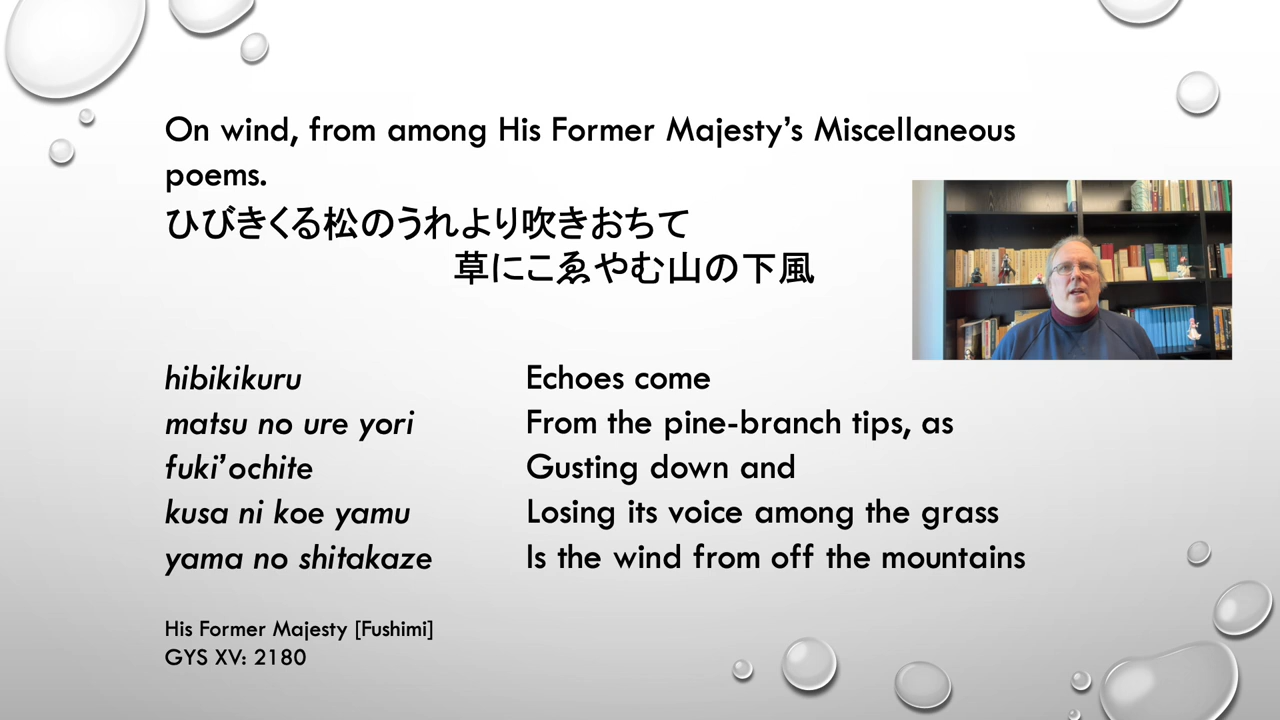 On wind, from among His Former Majesty’s Miscellaneous
poems.
ひびきくる松のうれより吹きおちて
草にこゑやむ山の下風
hibikikuru
matsu no ure yori
fuki’ochite
kusa ni koe yamu
yama no shitakaze
Echoes come
From the pine-branch tips, as
Gusting down and
Losing its voice among the grass
Is the wind from off the mountains
His Former Majesty [Fushimi]
GYS XV: 2180